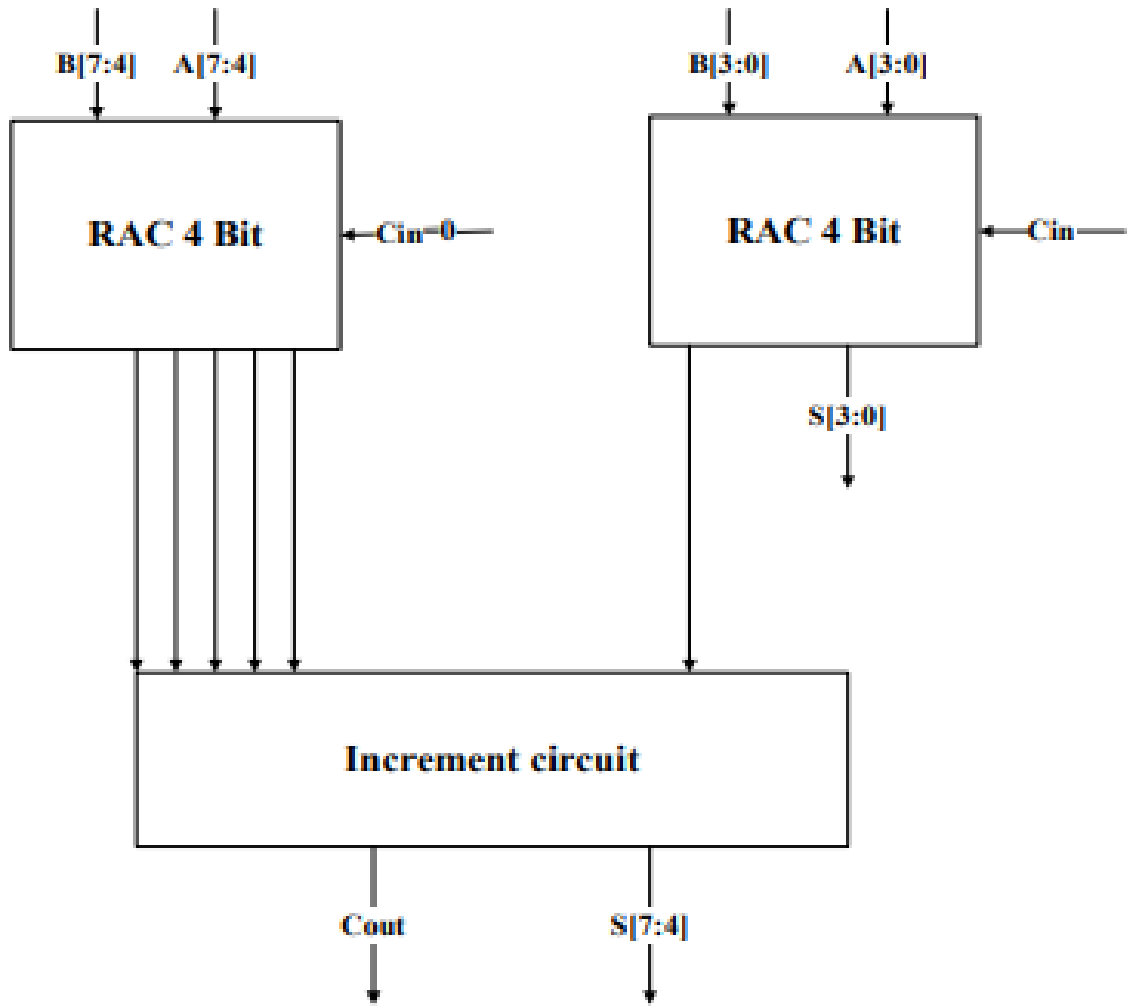 B[7:4] A[7:4] B[3:0] A[3:0]
RAC 4 Bit
Cin=0
RAC 4 Bit
Cin
S[3:0]
Increment circuit
Cout
S[7:4]